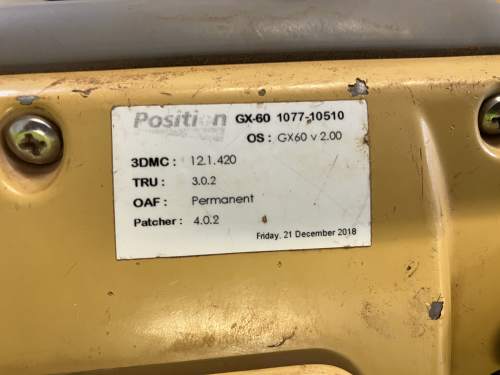 Position GX-60 1077-10510
OS : GX60 v 2.00
3DMC : 12.1.420
TRU : 3.0.2
OAF : Permanent
Patcher : 4.0.2
Friday, 21 December 2018